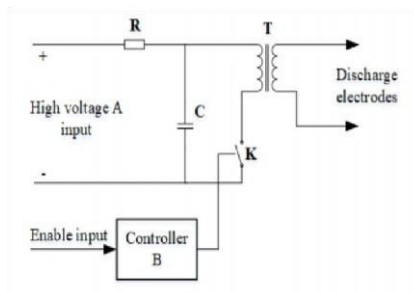 R
T
+
High voltage A
input
C
Discharge
electrodes
K
-
Enable input
Controller
B